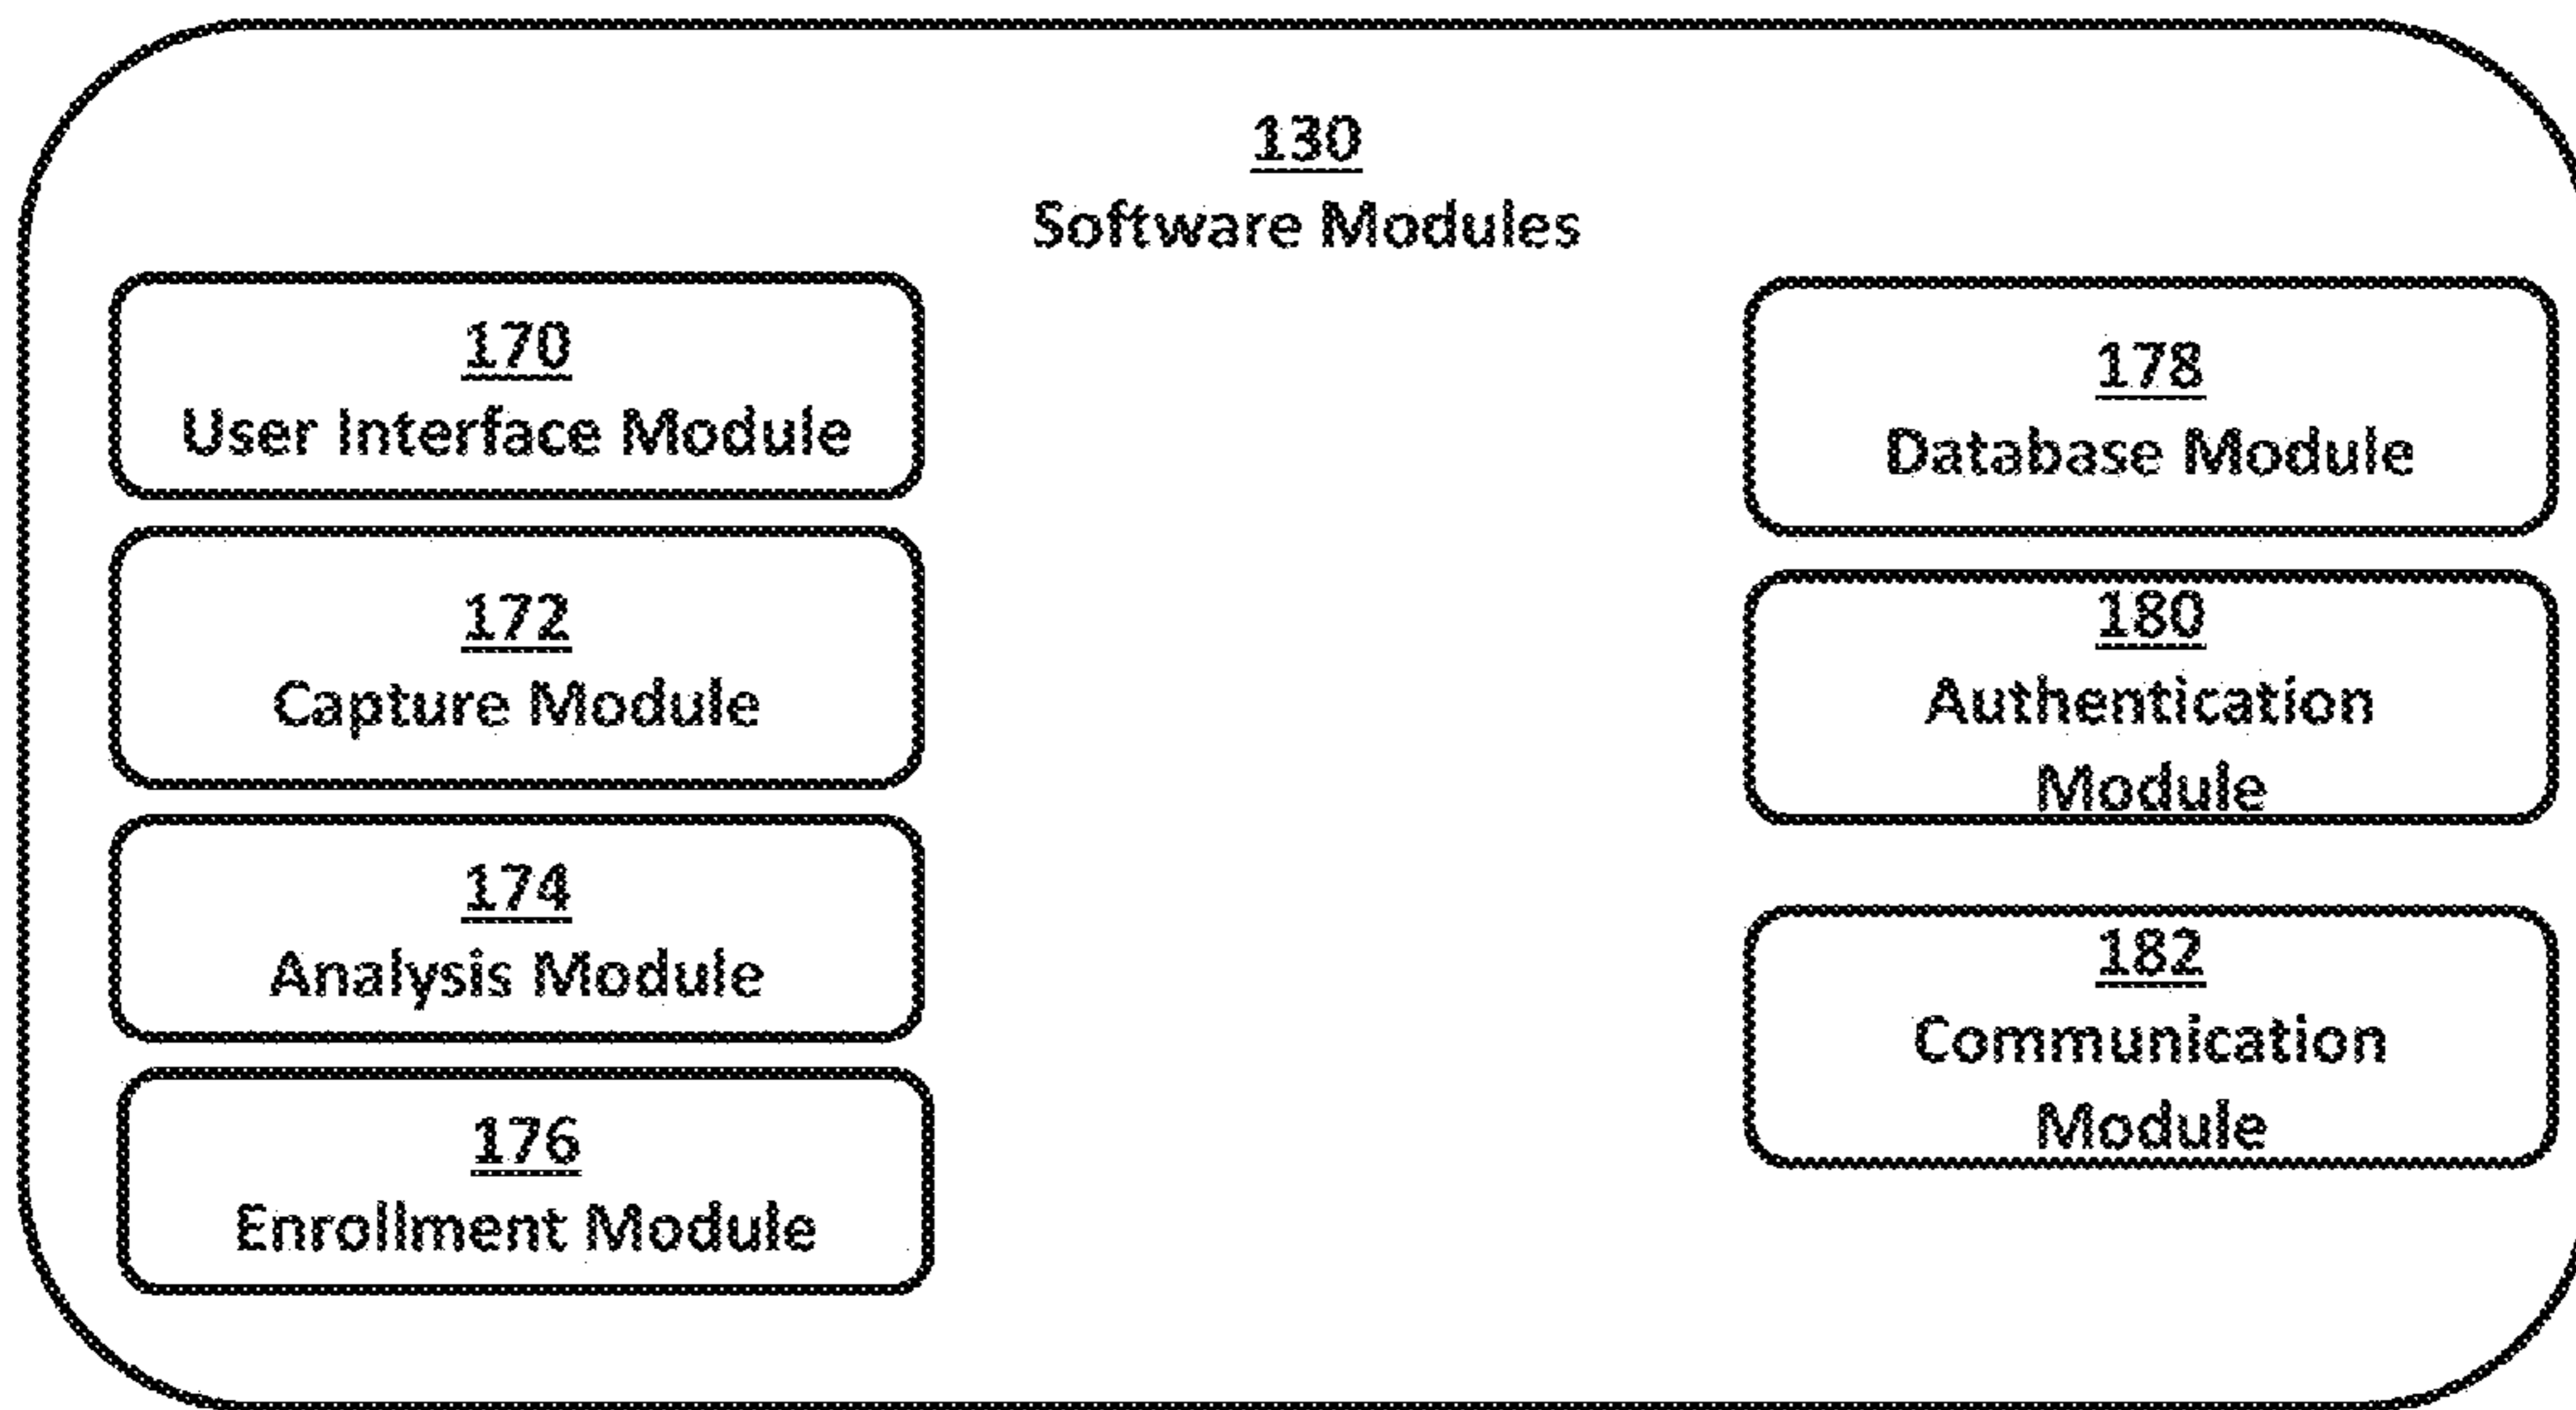 130
Software Modules
170
User Interface Module
172
Capture Module
174
Analysis Module
176
Enrollment Module
178
Database Module
180
Authentication
Module
182
Communication
Module